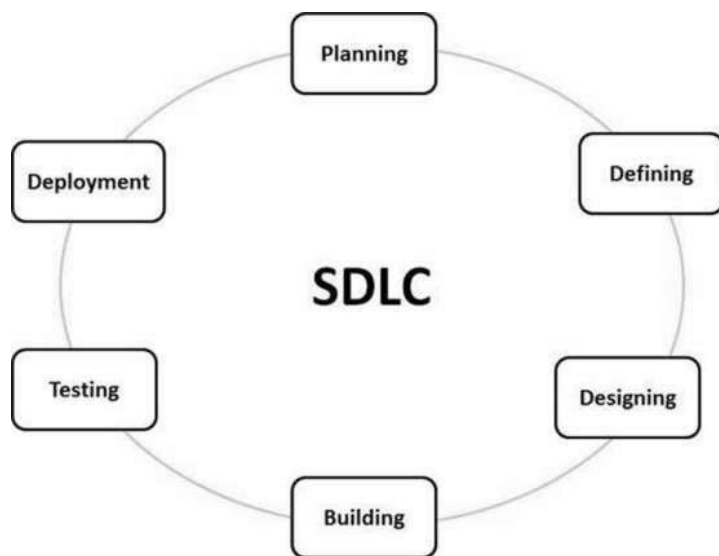 Planning
Defining
Designing
Building
Testing
Deployment
SDLC